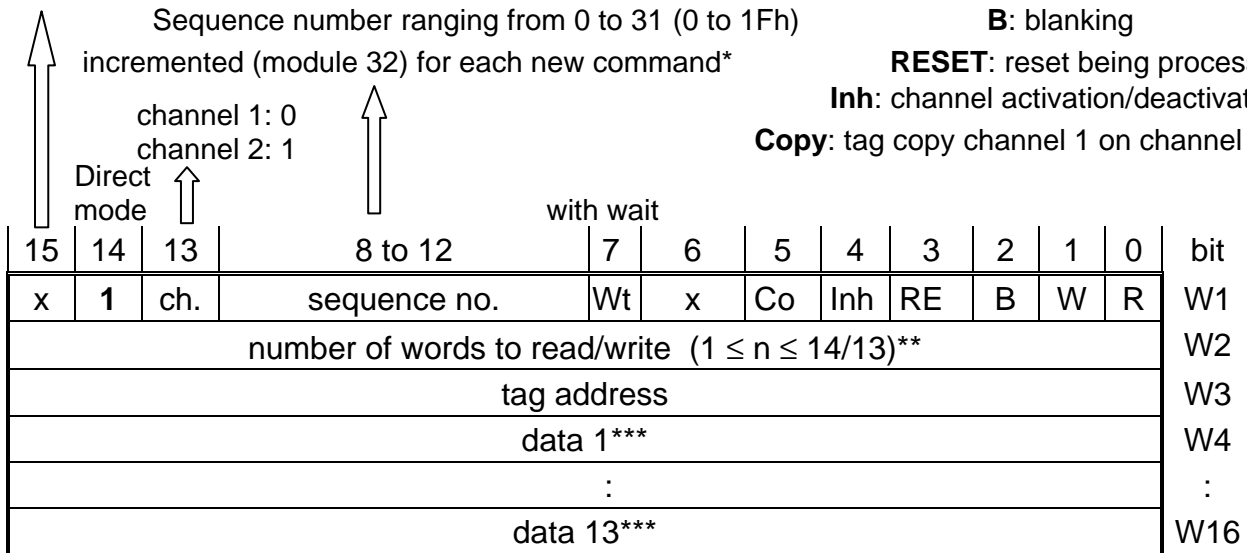 Sequence number ranging from 0 to 31 (0 to 1Fh)
incremented (module 32) for each new command*
B: blanking
RESET: reset being
Inh: channel
Copy: tag copy channel 1 on channel
channel 1: 0
channel 2: 1
Direct
mode
with wait
15 14 13 8 to 12 7 6 5 4 3 2 1 0 bit
x 1 ch. sequence no. Wt x Co Inh RE B W R W1
number of words to read/write (1 ≤ n ≤ 14/13)** W2
tag address W3
data 1*** W4
: :
data 13*** W16